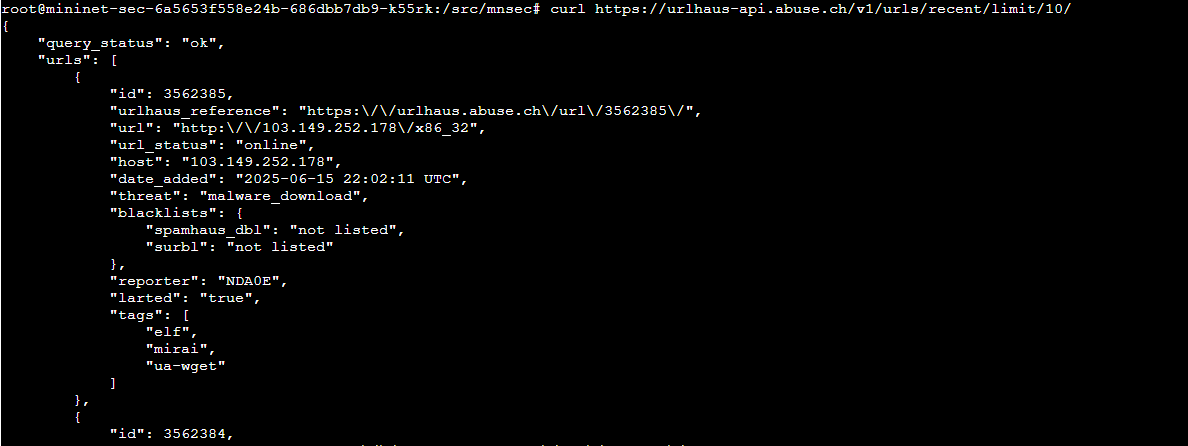 root@mininet-sec-6a5653f558e24b-686dbb7db9-k55rk:/src/mnsec# curl https://urlhaus-api.abuse.ch/v1/urls/recent/limit/10/
{
    "query_status": "ok",
    "urls": [
        {
            "id": 3562385,
            "urlhaus_reference": "https:\/\/urlhaus.abuse.ch\/url\/3562385\/",
            "url": "http:\/\/103.149.252.178\/x86_32",
            "url_status": "online",
            "host": "103.149.252.178",
            "date_added": "2025-06-15 22:02:11 UTC",
            "threat": "malware_download",
            "blacklists": {
                "spamhaus_dbl": "not listed",
                "surbl": "not listed"
            },
            "reporter": "NDA0E",
            "larted": "true",
            "tags": [
                "elf",
                "mirai",
                "ua-wget"
            ]
        },
        {
            "id": 3562384,